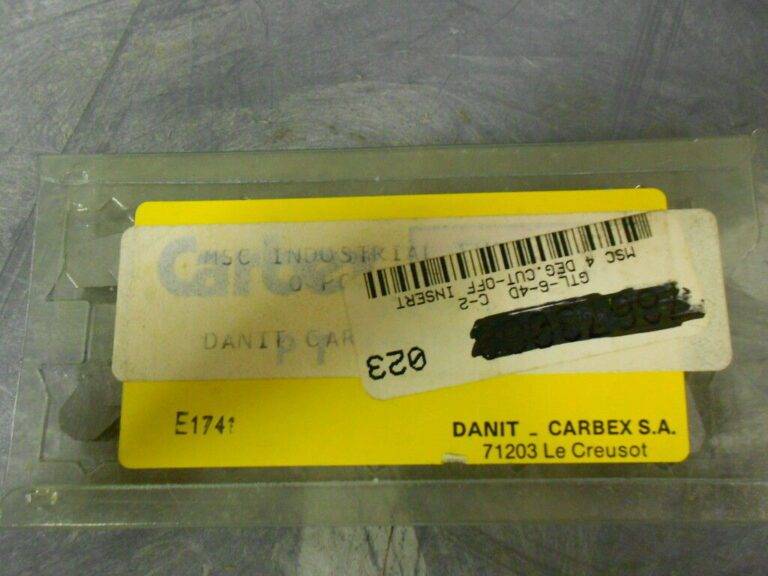 MSC INDUSTRIAL
DANIT CAR
MSC 4 DEG.CUT-OFF INSERT
GTL-6-4D C-2
023
E1741
DANIT - CARBEX S.A.
71203 Le Creusot